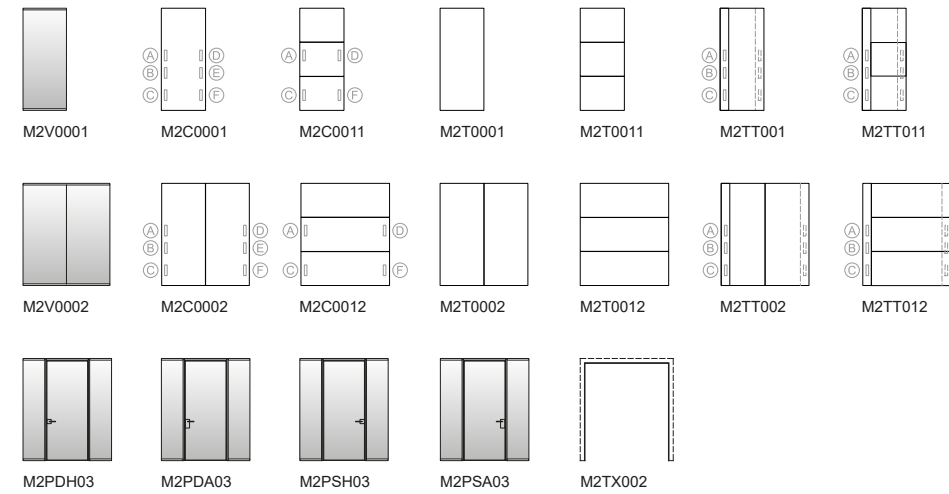 A D A D A A
B E B B
C F C F C C
M2V0001 M2C0001 M2C0011 M2T0001 M2T0011 M2TT001 M2TT011
A D A D A A
B E B B
C F C F C C
M2V0002 M2C0002 M2C0012 M2T0002 M2T0012 M2TT002 M2TT012
M2PDH03 M2PDA03 M2PSH03 M2PSA03 M2TX002